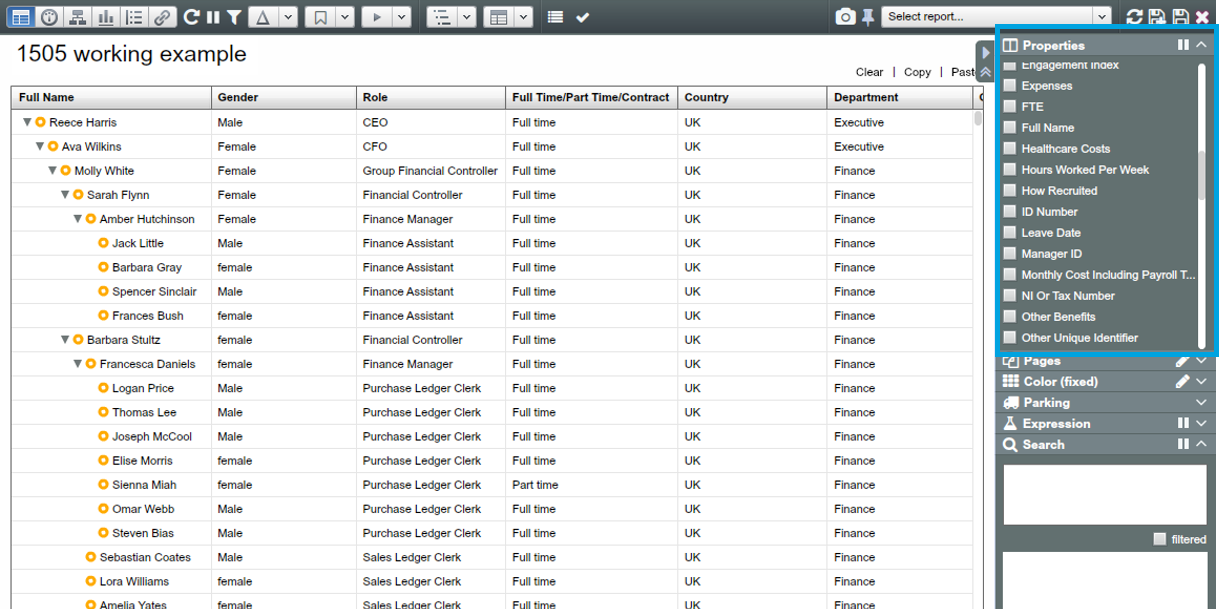 Select report...
1505 working example
Clear | Copy | Past
Full Name Gender Role Full Time/Part Time/Contract Country Department
Reece Harris Male CEO Full time UK Executive
Ava Wilkins Female CFO Full time UK Executive
Molly White Female Group Financial Controller Full time UK Finance
Sarah Flynn Female Financial Controller Full time UK Finance
Amber Hutchinson Female Finance Manager Full time UK Finance
Jack Little Male Finance Assistant Full time UK Finance
Barbara Gray female Finance Assistant Full time UK Finance
Spencer Sinclair Male Finance Assistant Full time UK Finance
Frances Bush female Finance Assistant Full time UK Finance
Barbara Stultz female Financial Controller Full time UK Finance
Francesca Daniels female Finance Manager Full time UK Finance
Logan Price Male Purchase Ledger Clerk Full time UK Finance
Thomas Lee Male Purchase Ledger Clerk Full time UK Finance
Joseph McCool Male Purchase Ledger Clerk Full time UK Finance
Elise Morris female Purchase Ledger Clerk Full time UK Finance
Sienna Miah female Purchase Ledger Clerk Part time UK Finance
Omar Webb Male Purchase Ledger Clerk Full time UK Finance
Steven Bias Male Purchase Ledger Clerk Full time UK Finance
Sebastian Coates Male Sales Ledger Clerk Full time UK Finance
Lora Williams female Sales Ledger Clerk Full time UK Finance
Amelia Yates female Sales Ledger Clerk Full time UK Finance
Properties
Engagement Index
Expenses
FTE
Full Name
Healthcare Costs
Hours Worked Per Week
How Recruited
ID Number
Leave Date
Manager ID
Monthly Cost Including Payroll T...
NI Or Tax Number
Other Benefits
Other Unique Identifier
Pages
Color (fixed)
Parking
Expression
Search
filtered